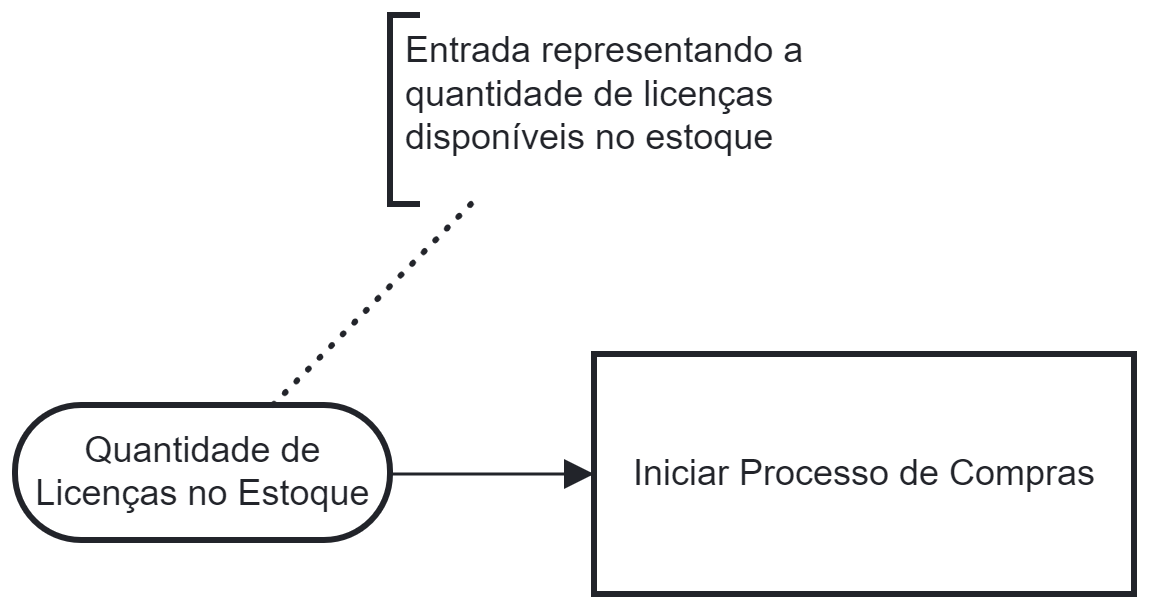 Entrada representando a
quantidade de licenças
disponíveis no estoque
Quantidade de
Licenças no Estoque
Iniciar Processo de Compras